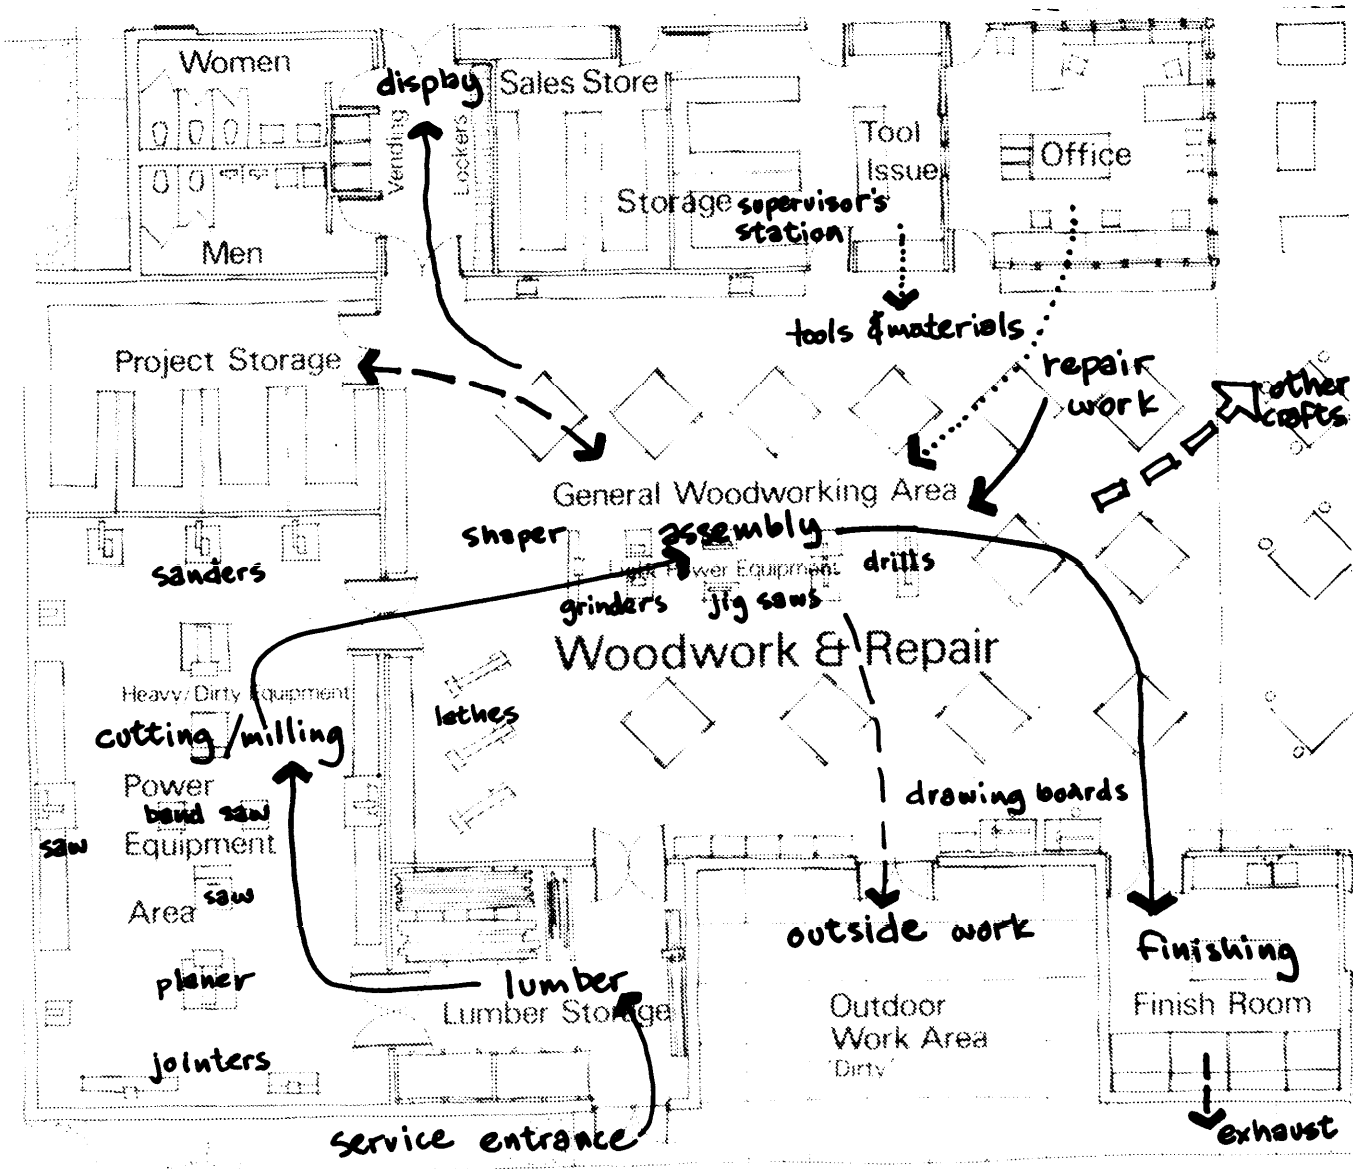 Women
display
Sales Store
Vending
Lockers
Tool
Issue
Office
Storage
supervisor's
station
Men
tools & materials
Project Storage
repair
work
other
crafts
General Woodworking Area
shaper
assembly
sanders
Light Power Equipment
drills
grinders
jig saws
Woodwork & Repair
Heavy/Dirty Equipment
lathes
cutting/milling
Power
band saw
drawing boards
saw
Equipment
saw
Area
outside work
finishing
planer
lumber
Lumber Storage
Outdoor
Work Area
'Dirty'
Finish Room
jointers
service entrance
exhaust